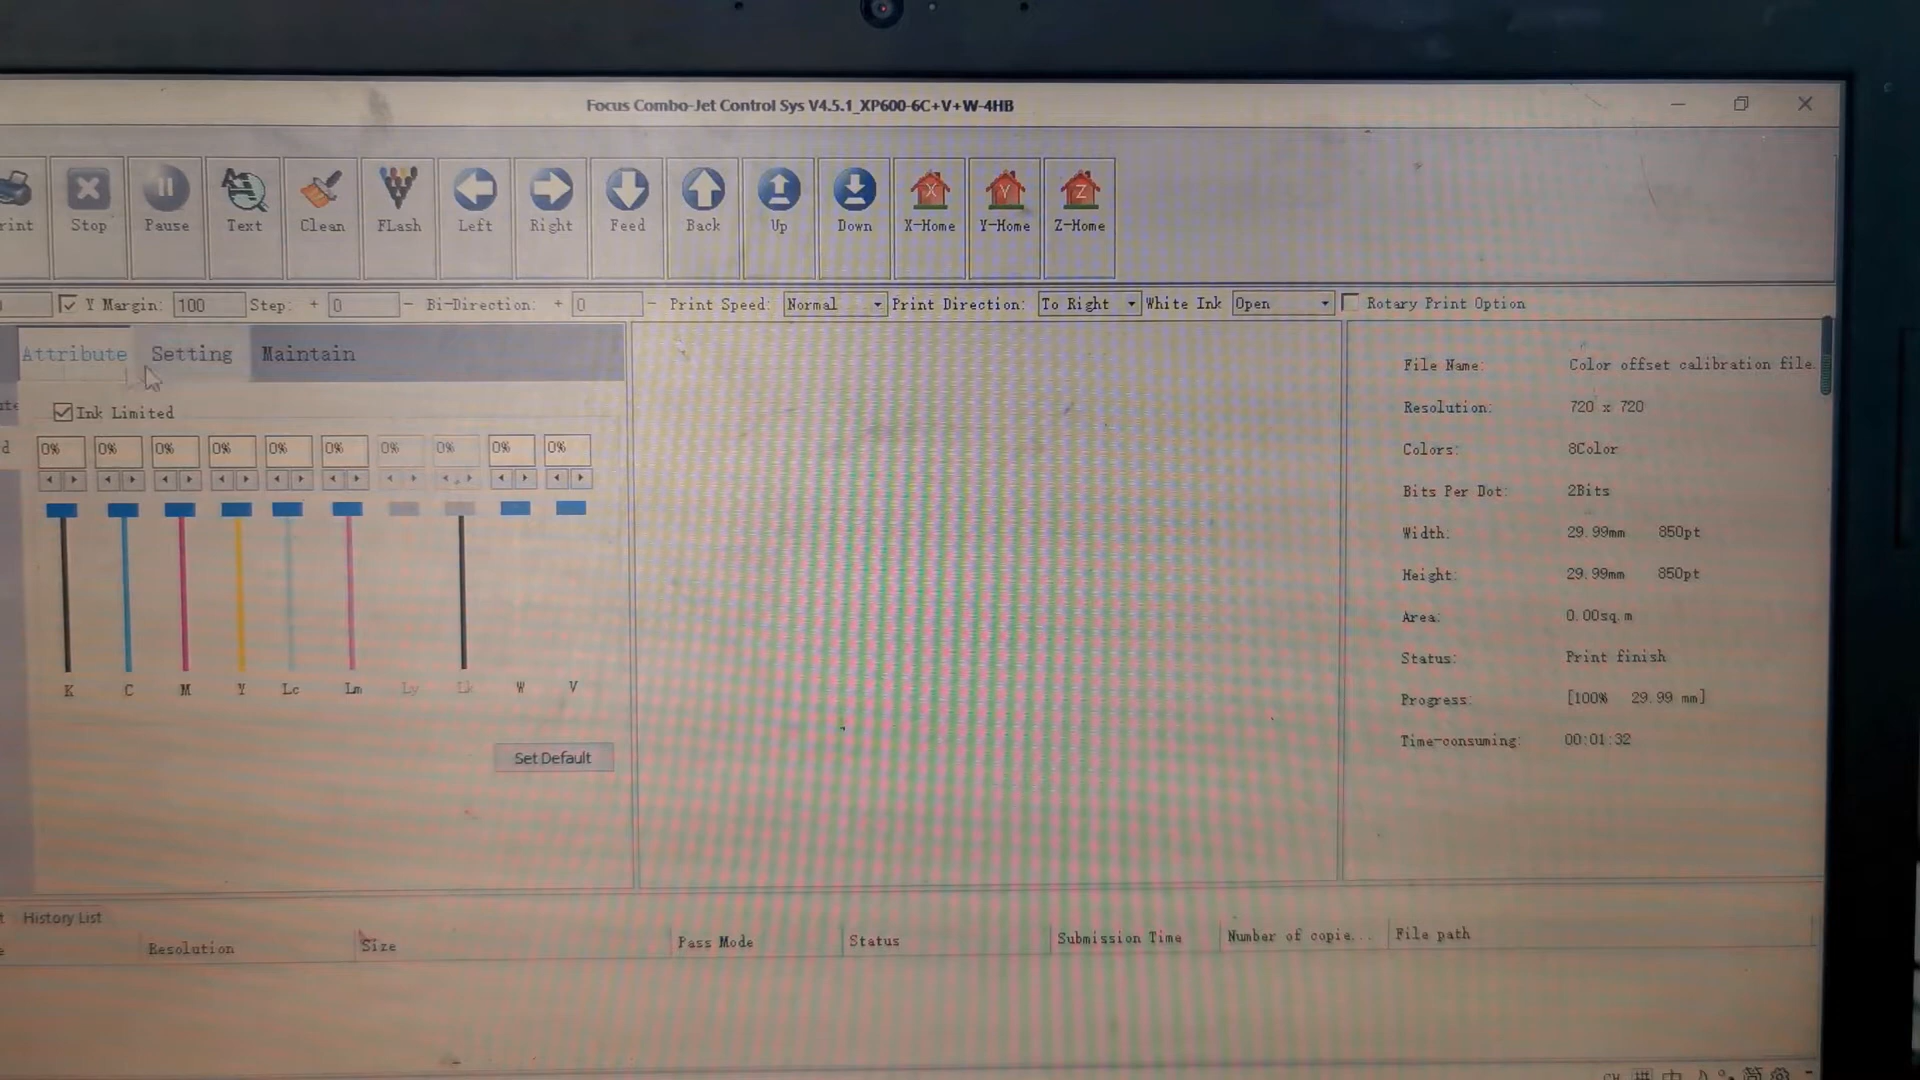 Focus Combo-Jet Control Sys V4.5.1_XP600-6C+V+W-4HB
Stop Pause Text Clean FLash Left Right Feed Back Up Down X-Home Y-Home Z-Home
Y Margin: 100 Step: + 0 - Bi-Direction: + 0 - Print Speed: Normal Print Direction: To Right White Ink Open Rotary Print Option
Attribute Setting Maintain
Ink Limited
0% 0% 0% 0% 0% 0% 0% 0% 0% 0%
K C M Y Lc Lm Ly Lk W V
Set Default
File Name: Color offset calibration file.
Resolution: 720 x 720
Colors: 8Color
Bits Per Dot: 2Bits
Width: 29.99mm 850pt
Height: 29.99mm 850pt
Area: 0.00sq.m
Status: Print finish
Progress: [100% 29.99 mm]
Time-consuming: 00:01:32
History List
Resolution Size Pass Mode Status Submission Time Number of copie... File path